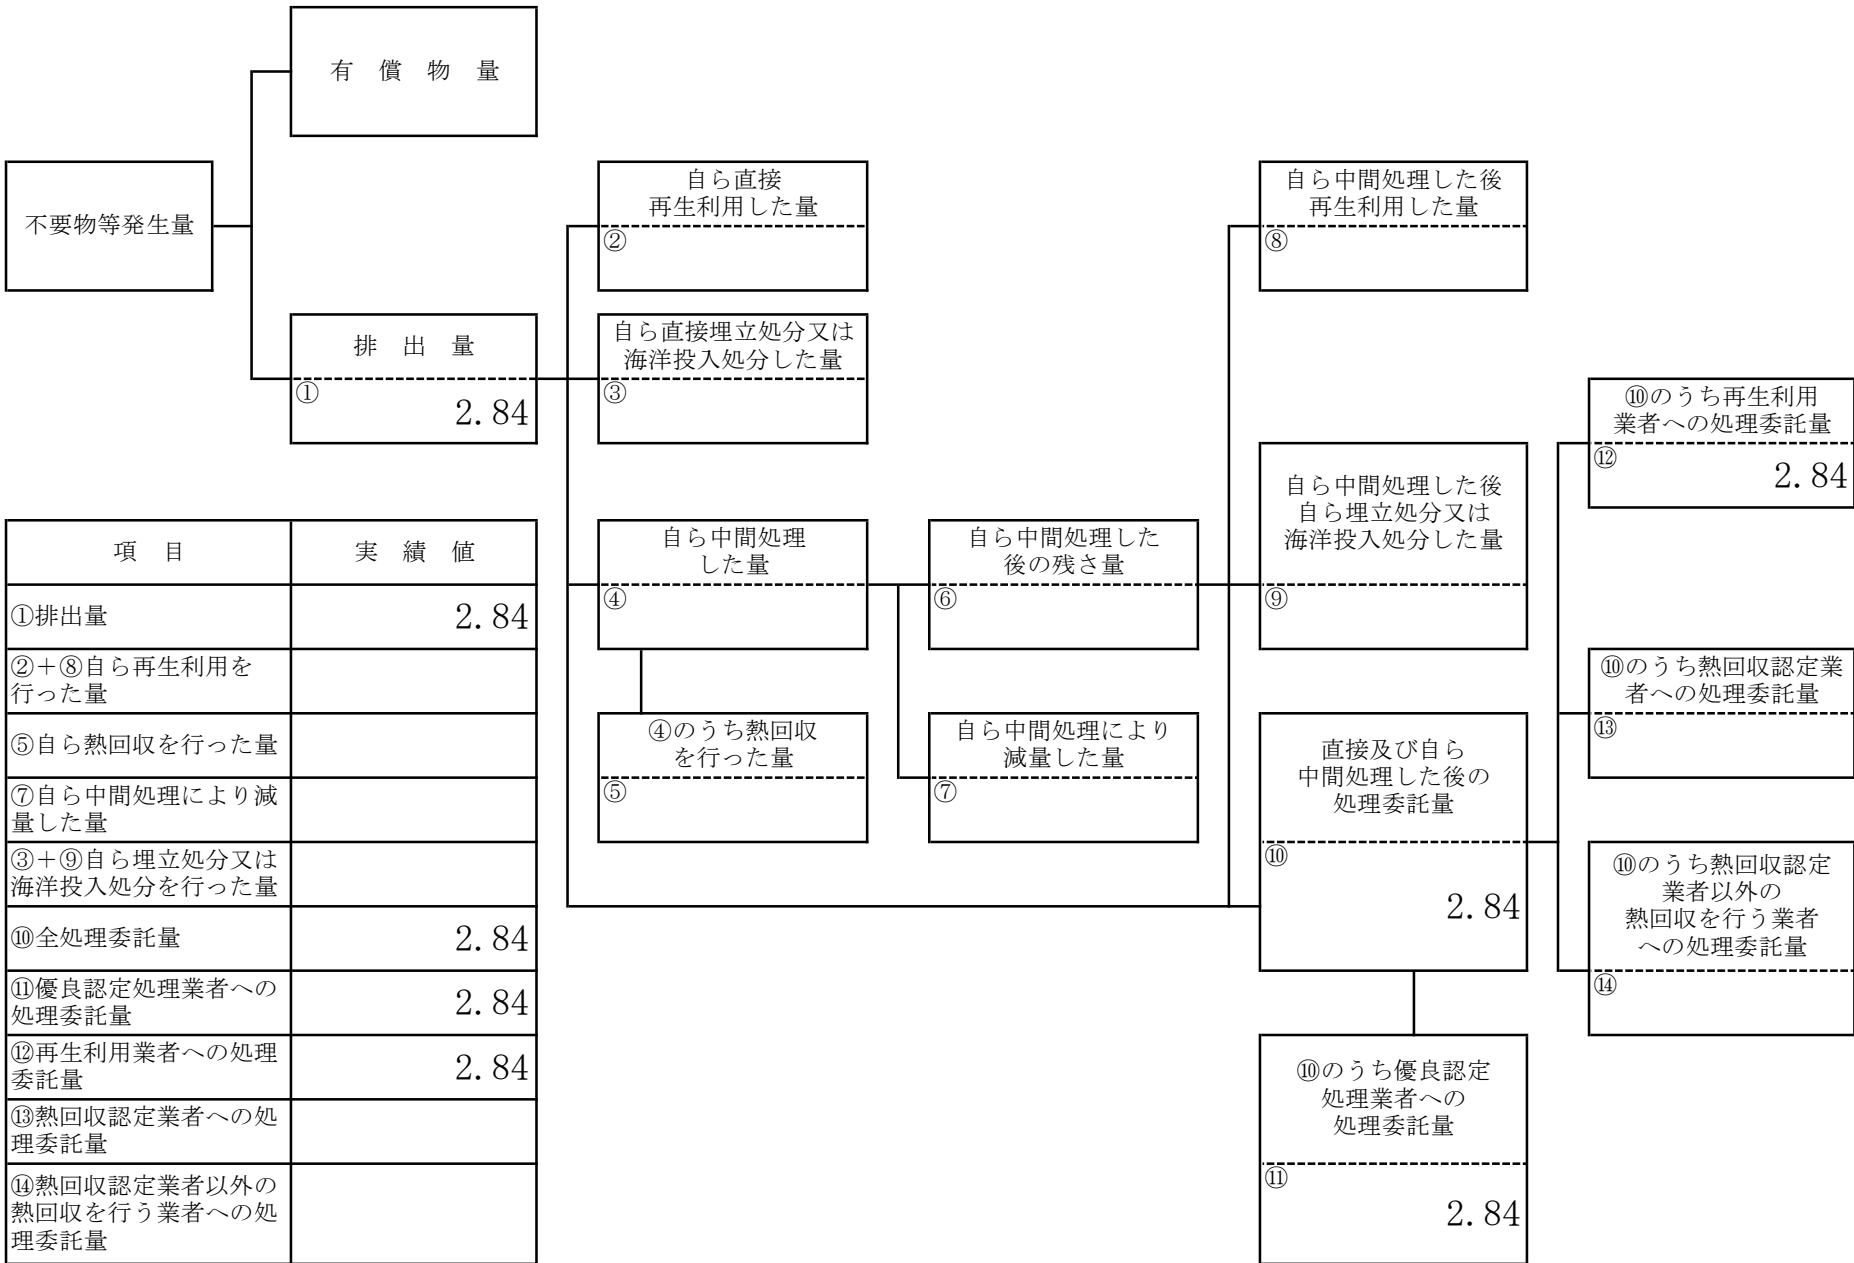 有　償　物　量
不要物等発生量
自ら直接
再生利用した量
②
自ら中間処理した後
再生利用した量
⑧
排　出　量
①
2.84
自ら直接埋立処分又は
海洋投入処分した量
③
⑩のうち再生利用
業者への処理委託量
⑫
2.84
自ら中間処理した後
自ら埋立処分又は
海洋投入処分した量
⑨
自ら中間処理
した量
④
自ら中間処理した
後の残さ量
⑥
⑩のうち熱回収認定業
者への処理委託量
⑬
④のうち熱回収
を行った量
⑤
自ら中間処理により
減量した量
⑦
直接及び自ら
中間処理した後の
処理委託量
⑩
2.84
⑩のうち熱回収認定
業者以外の
熱回収を行う業者
への処理委託量
⑭
⑩のうち優良認定
処理業者への
処理委託量
⑪
2.84
項　目　実　績　値
①排出量 2.84
②＋⑧自ら再生利用を
行った量
⑤自ら熱回収を行った量
⑦自ら中間処理により減
量した量
③＋⑨自ら埋立処分又は
海洋投入処分を行った量
⑩全処理委託量 2.84
⑪優良認定処理業者への
処理委託量 2.84
⑫再生利用業者への処理
委託量 2.84
⑬熱回収認定業者への処
理委託量
⑭熱回収認定業者以外の
熱回収を行う業者への処
理委託量